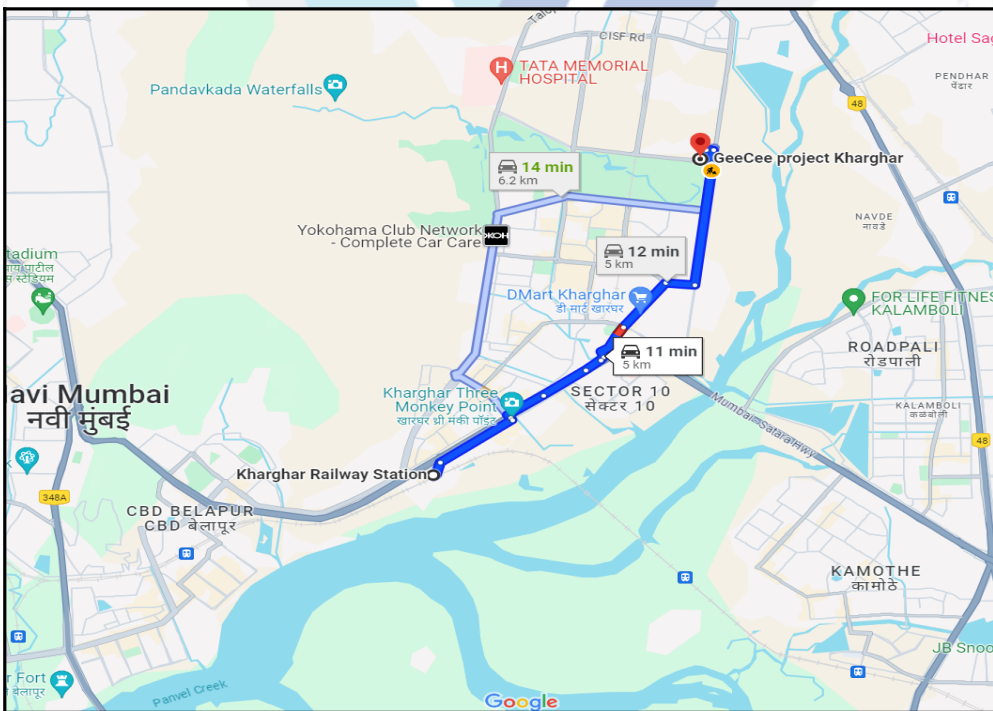 CISF Rd
Hotel Sag
TATA MEMORIAL
HOSPITAL
Pandavkada Waterfalls
PENDHAR
पेंढार
48
GeeCee project Kharghar
14 min
6.2 km
NAVDE
नावडे
Yokohama Club Network
- Complete Car Care
12 min
5 km
DMart Kharghar
डी मार्ट खारघर
FOR LIFE FITNES
KALAMBOLI
ROADPALI
रोडपाली
11 min
5 km
avi Mumbai
नवी मुंबई
Kharghar Three
Monkey Point
खारघर थ्री मंकी पॉइंट
SECTOR 10
सेक्टर 10
Mumbai - Satara Hwy
KALAMBOLI
कळंबोली
48
Kharghar Railway Station
348A
CBD BELAPUR
CBD बेलापूर
KAMOTHE
कामोठे
JB Snoo
r Fort
बेलापूर
Panvel Creek
Google